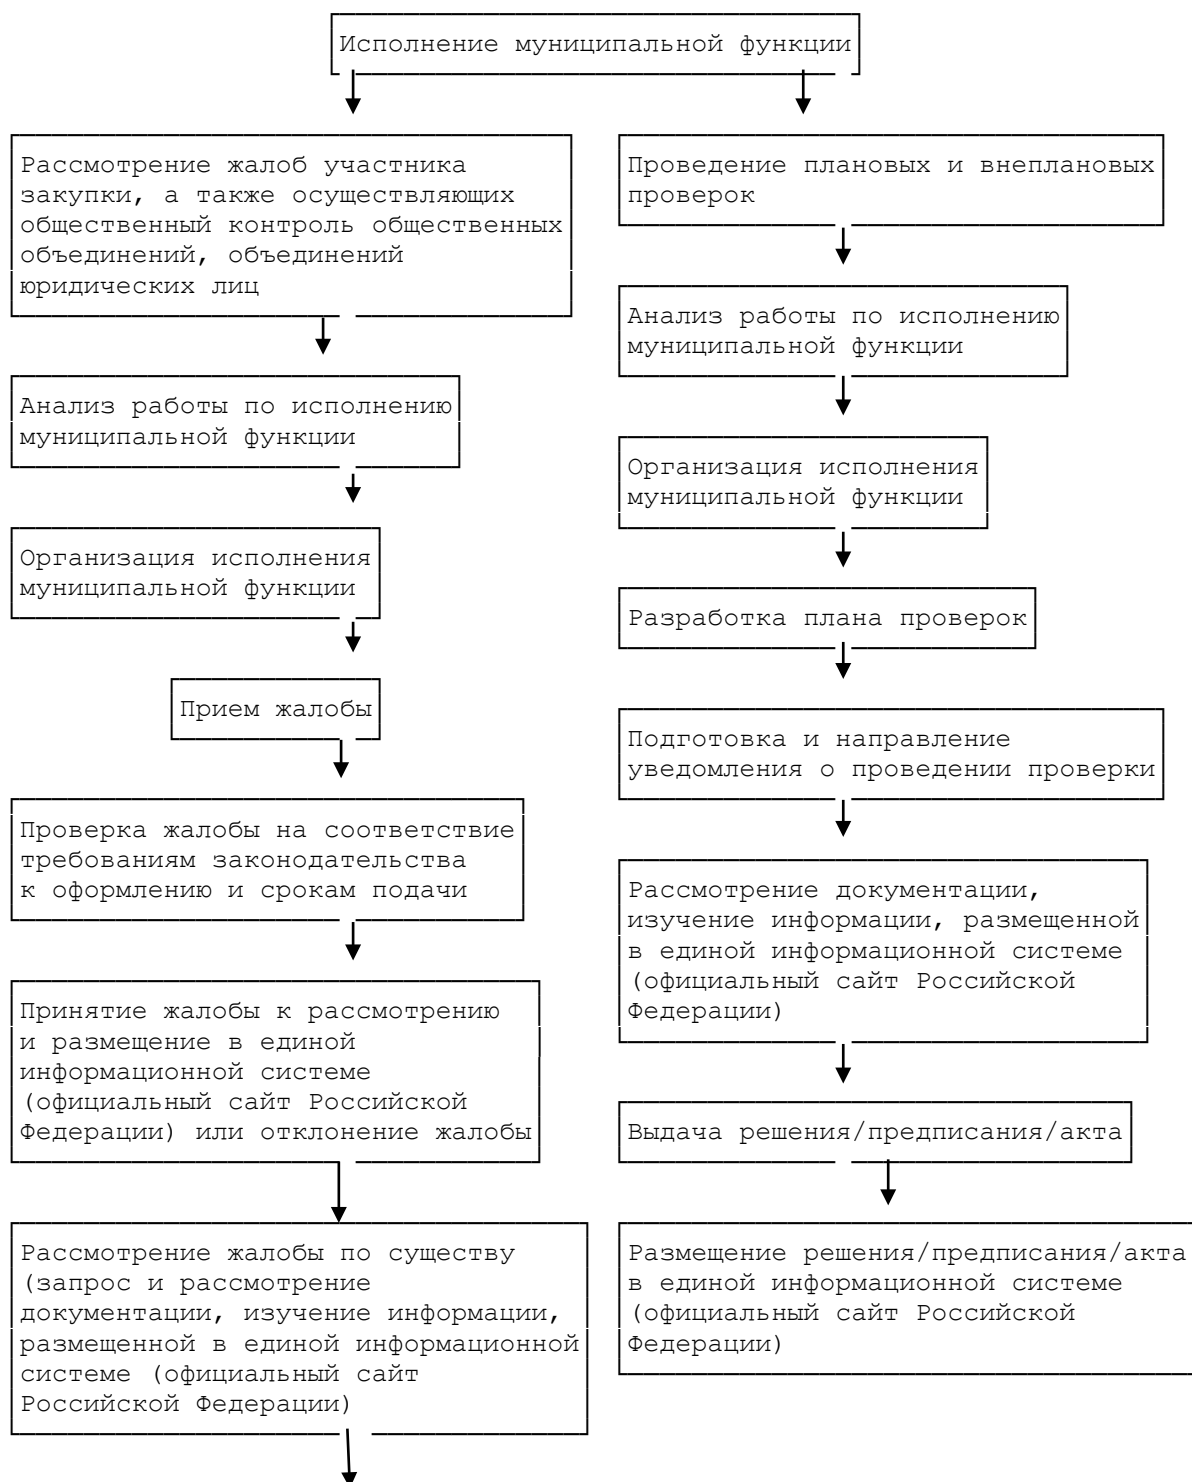 Исполнение муниципальной функции
Рассмотрение жалоб участника
закупки, а также осуществляющих
общественный контроль общественных
объединений, объединений
юридических лиц
Анализ работы по исполнению
муниципальной функции
Организация исполнения
муниципальной функции
Прием жалобы
Проверка жалобы на соответствие
требованиям законодательства
к оформлению и срокам подачи
Принятие жалобы к рассмотрению
и размещение в единой
информационной системе
(официальный сайт Российской
Федерации) или отклонение жалобы
Рассмотрение жалобы по существу
(запрос и рассмотрение
документации, изучение информации,
размещенной в единой информационной
системе (официальный сайт
Российской Федерации)
Проведение плановых и внеплановых
проверок
Анализ работы по исполнению
муниципальной функции
Организация исполнения
муниципальной функции
Разработка плана проверок
Подготовка и направление
уведомления о проведении проверки
Рассмотрение документации,
изучение информации, размещенной
в единой информационной системе
(официальный сайт Российской
Федерации)
Выдача решения/предписания/акта
Размещение решения/предписания/акта
в единой информационной системе
(официальный сайт Российской
Федерации)